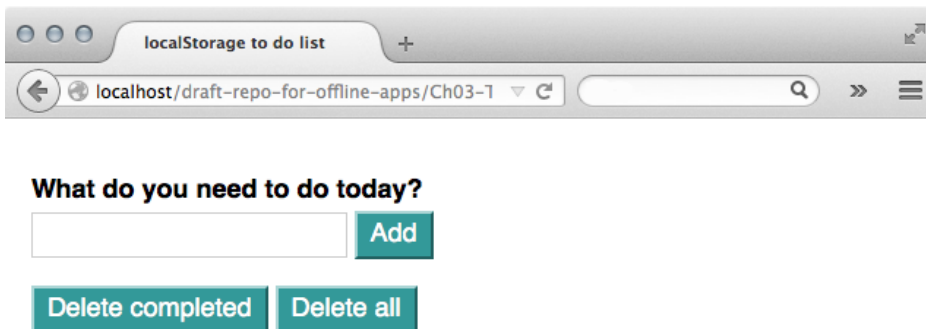 localStorage to do list
localhost/draft-repo-for-offline-apps/Ch03-T
What do you need to do today?
Add
Delete completed Delete all